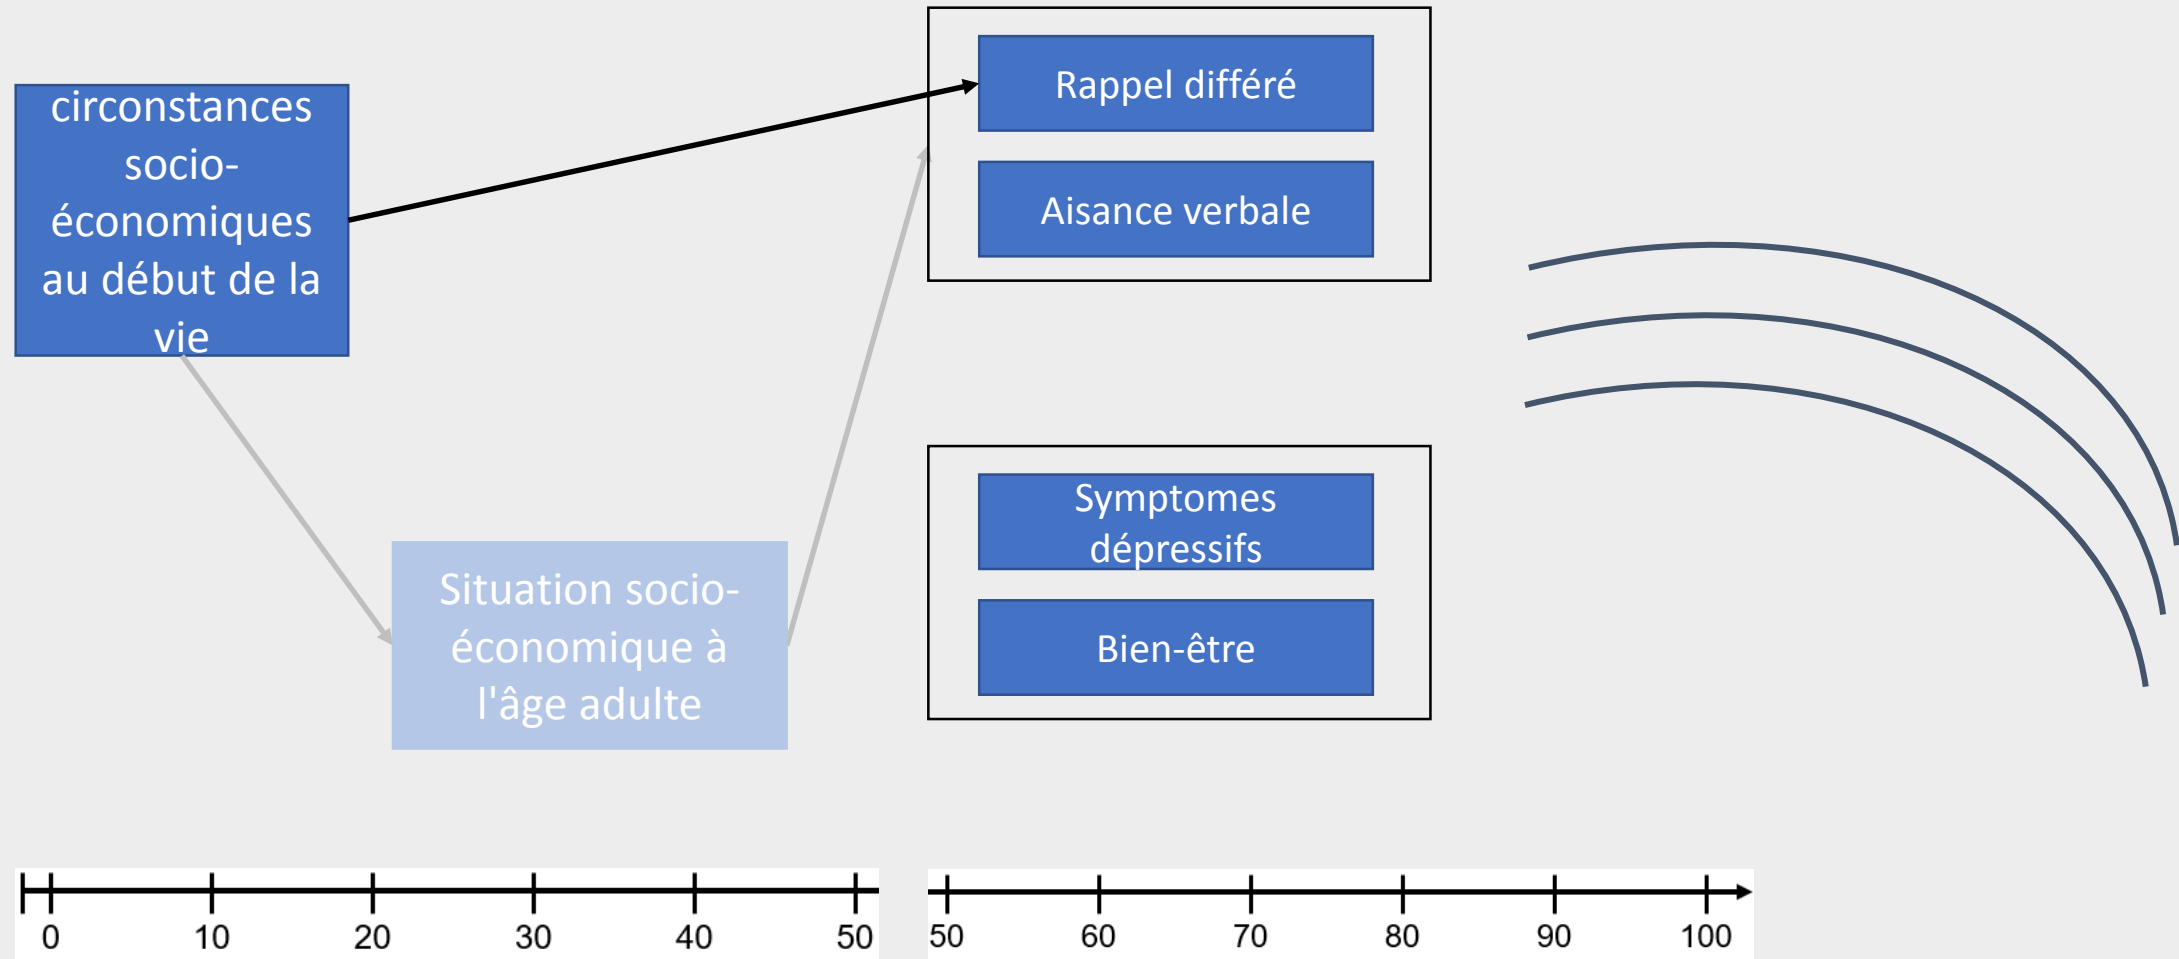 circonstances
socio-
économiques
au début de la
vie
Rappel différé
Aisance verbale
Symptomes
dépressifs
Bien-être
Situation socio-
économique à
l'âge adulte
0 10 20 30 40 50
50 60 70 80 90 100